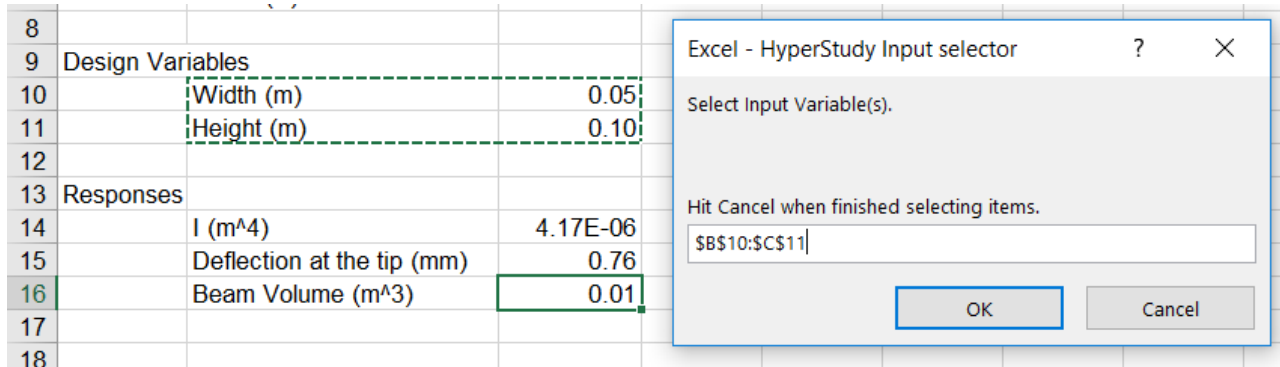 8
9 Design Variables
10 Width (m) 0.05
11 Height (m) 0.10
12
13 Responses
14 I (m^4) 4.17E-06
15 Deflection at the tip (mm) 0.76
16 Beam Volume (m^3) 0.01
17
18
Excel - HyperStudy Input selector ? ×
Select Input Variable(s).
Hit Cancel when finished selecting items.
$B$10:$C$11
OK Cancel